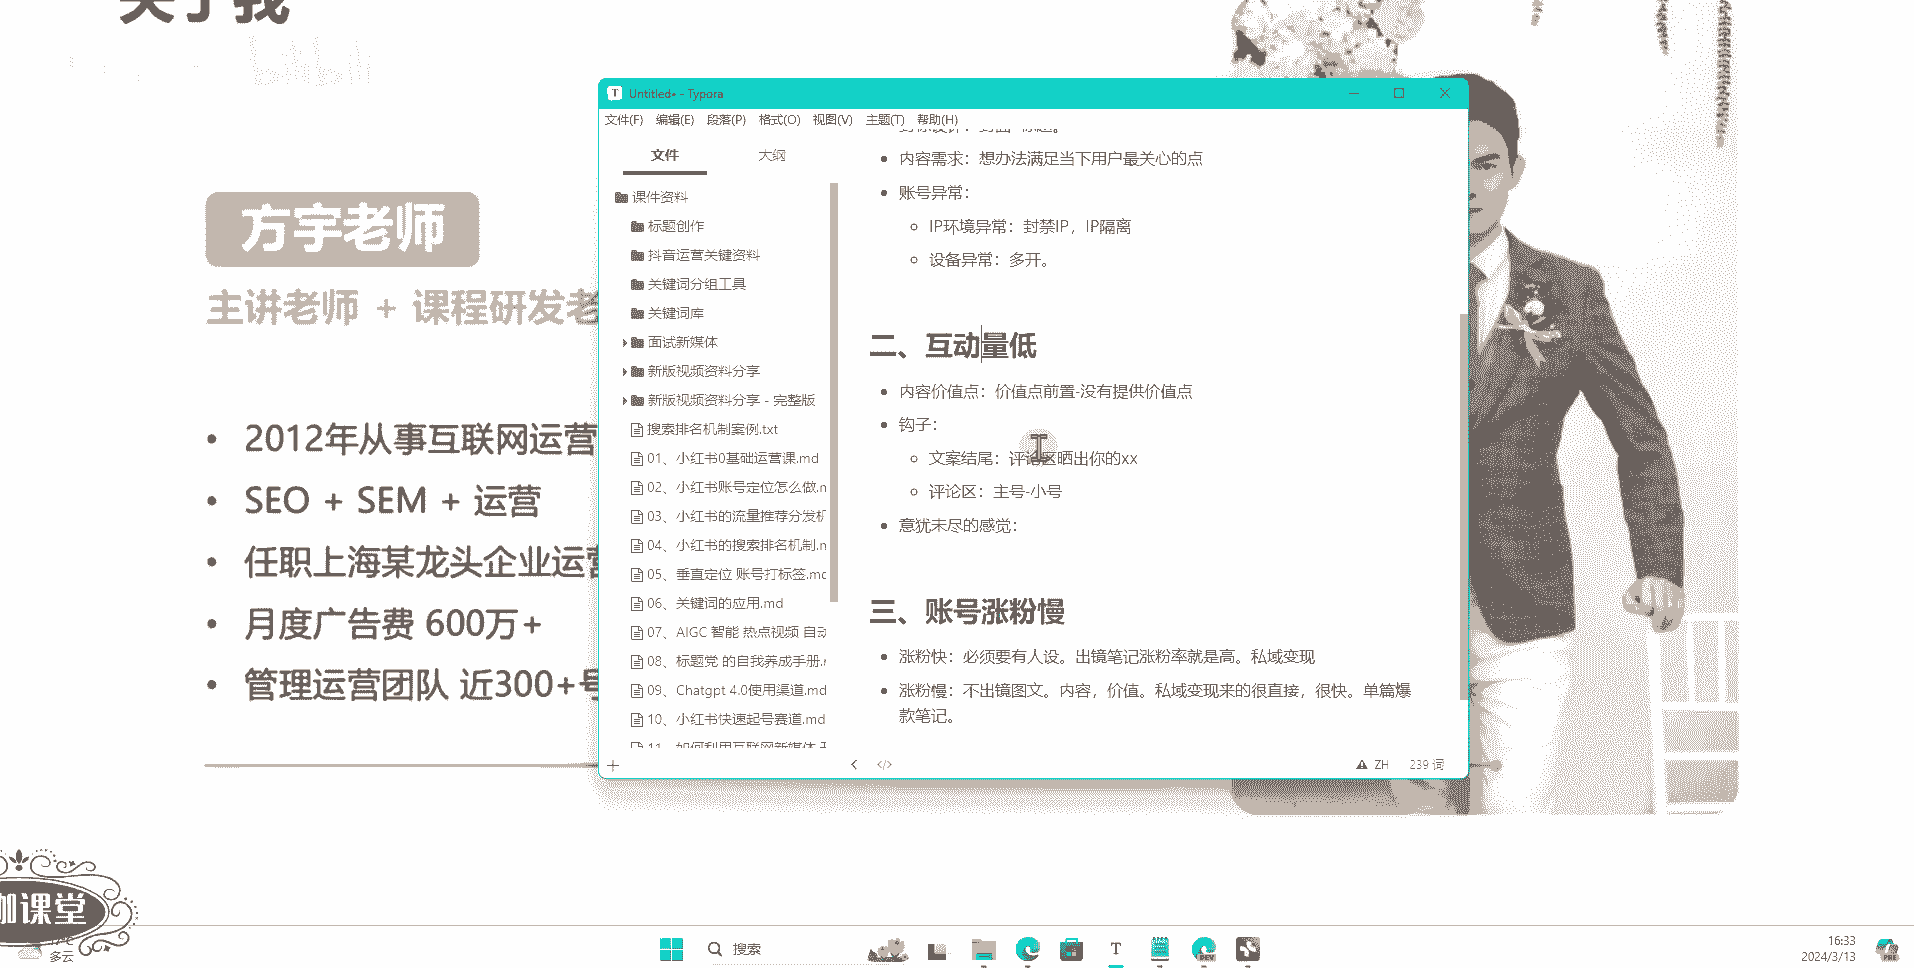 关于我
bilibili
方宇老师
主讲老师 + 课程研发老
2012年从事互联网运营
SEO + SEM + 运营
任职上海某龙头企业运营
月度广告费 600万+
管理运营团队 近300+号
Untitled• - Typora
文件(F) 编辑(E) 段落(P) 格式(O) 视图(V) 主题(T) 帮助(H)
文件 大纲
课件资料
标题创作
抖音运营关键资料
关键词分组工具
关键词库
面试新媒体
新版视频资料分享
新版视频资料分享 - 完整版
搜索排名机制案例.txt
01、小红书0基础运营课.md
02、小红书账号定位怎么做.m
03、小红书的流量推荐分发机
04、小红书的搜索排名机制.m
05、垂直定位 账号打标签.md
06、关键词的应用.md
07、AIGC 智能 热点视频 自动
08、标题党 的自我养成手册.m
09、Chatgpt 4.0使用渠道.md
10、小红书快速起号赛道.md
11、如何利用互联网新媒体
内容需求：想办法满足当下用户最关心的点
账号异常：
IP环境异常：封禁IP，IP隔离
设备异常：多开。
二、互动量低
内容价值点：价值点前置-没有提供价值点
钩子：
文案结尾：评论区晒出你的xx
评论区：主号-小号
意犹未尽的感觉：
三、账号涨粉慢
涨粉快：必须要有人设。出镜笔记涨粉率就是高。私域变现
涨粉慢：不出镜图文。内容，价值。私域变现来的很直接，很快。单篇爆
款笔记。
ZH 239 词
咖课堂
17°C
多云
搜索
DEV
16:33
2024/3/13
PRE